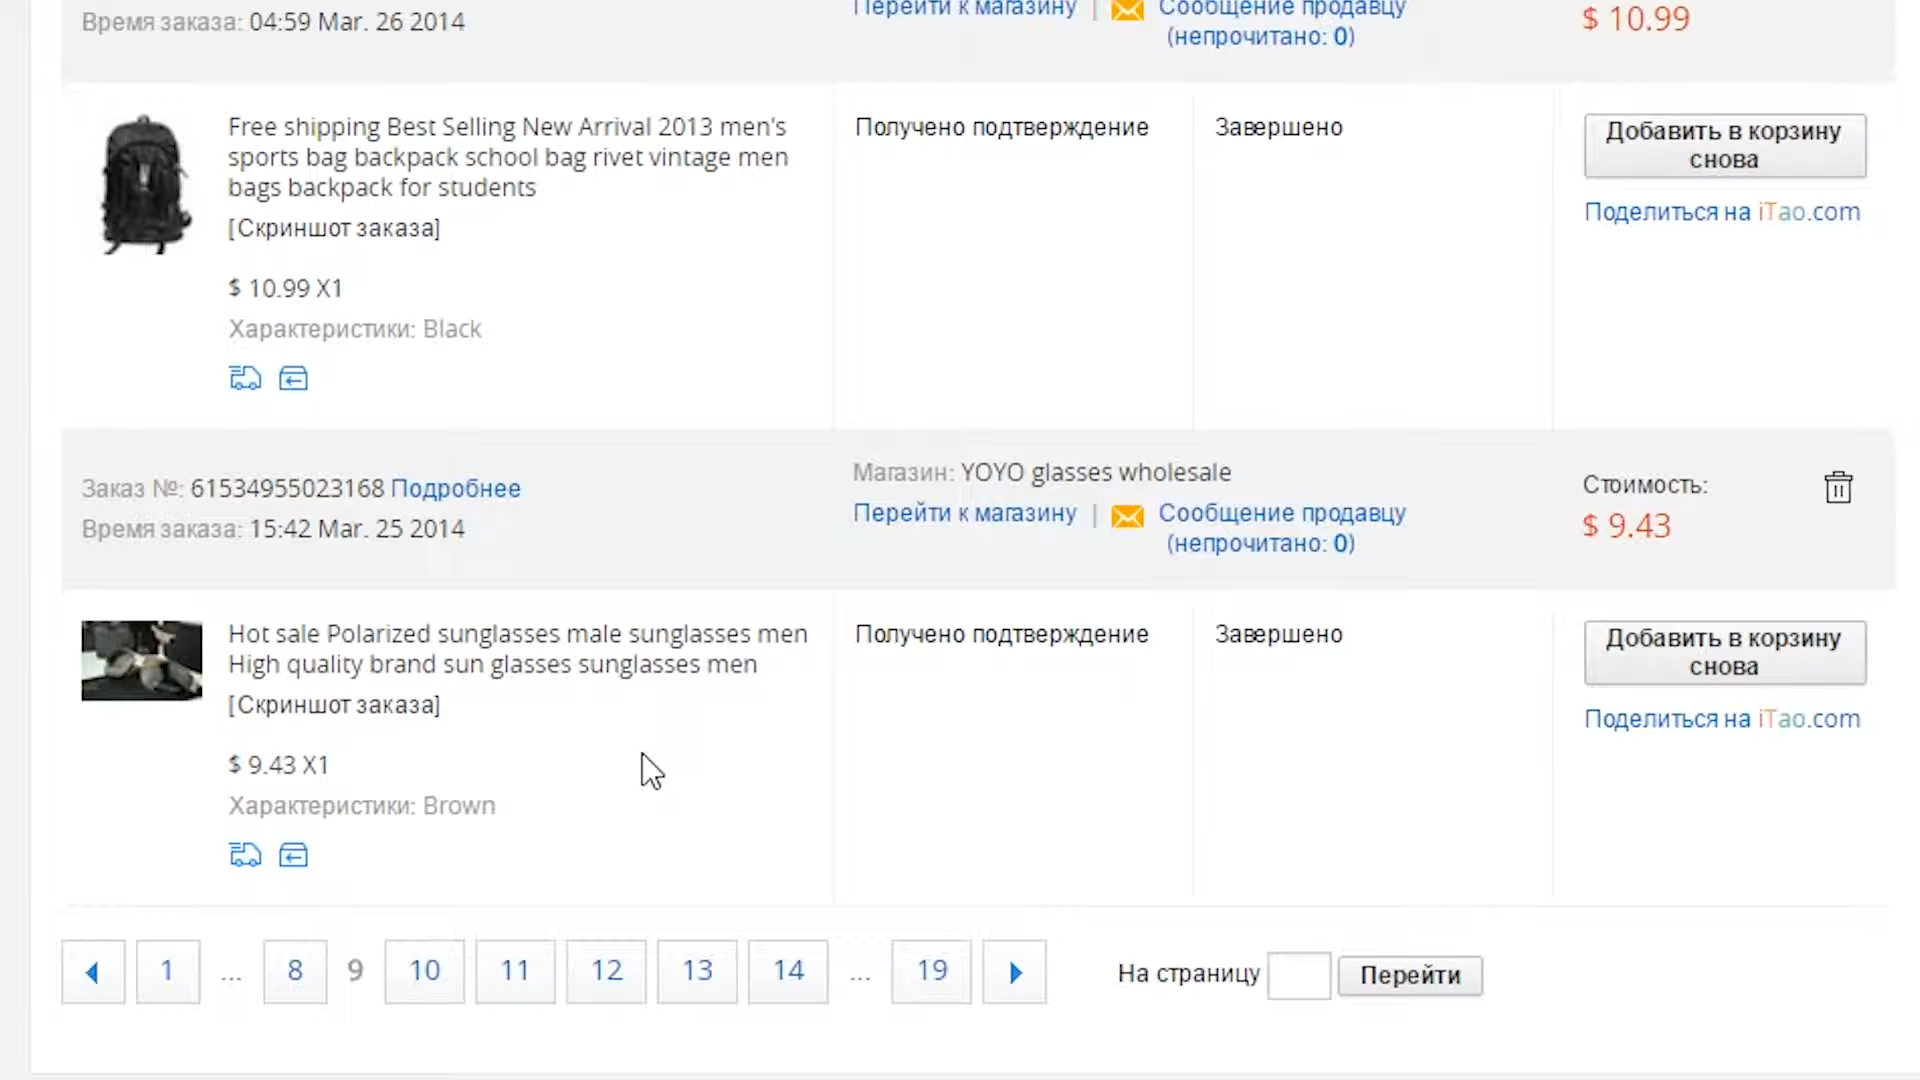 Время заказа: 04:59 Mar. 26 2014
Перейти к магазину | Сообщение продавцу
(непрочитано: 0)
$ 10.99
Free shipping Best Selling New Arrival 2013 men's
sports bag backpack school bag rivet vintage men
bags backpack for students
[Скриншот заказа]
$ 10.99 X1
Характеристики: Black
Получено подтверждение
Завершено
Добавить в корзину
снова
Поделиться на iTao.com
Заказ №: 61534955023168 Подробнее
Время заказа: 15:42 Mar. 25 2014
Магазин: YOYO glasses wholesale
Перейти к магазину | Сообщение продавцу
(непрочитано: 0)
Стоимость:
$ 9.43
Hot sale Polarized sunglasses male sunglasses men
High quality brand sun glasses sunglasses men
[Скриншот заказа]
$ 9.43 X1
Характеристики: Brown
Получено подтверждение
Завершено
Добавить в корзину
снова
Поделиться на iTao.com
1 ... 8 9 10 11 12 13 14 ... 19 На страницу Перейти